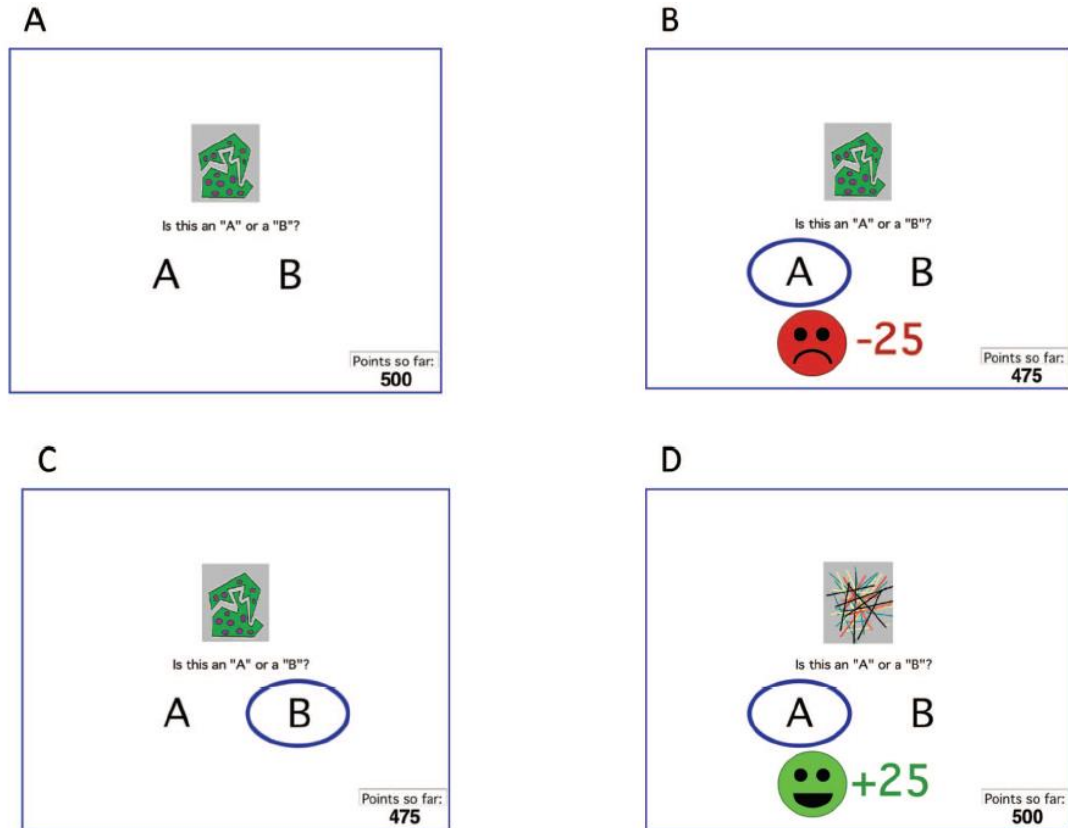 A
Is this an "A" or a "B"?
A B
Points so far:
500
B
Is this an "A" or a "B"?
A B
-25
Points so far:
475
C
Is this an "A" or a "B"?
A B
Points so far:
475
D
Is this an "A" or a "B"?
A B
+25
Points so far:
500